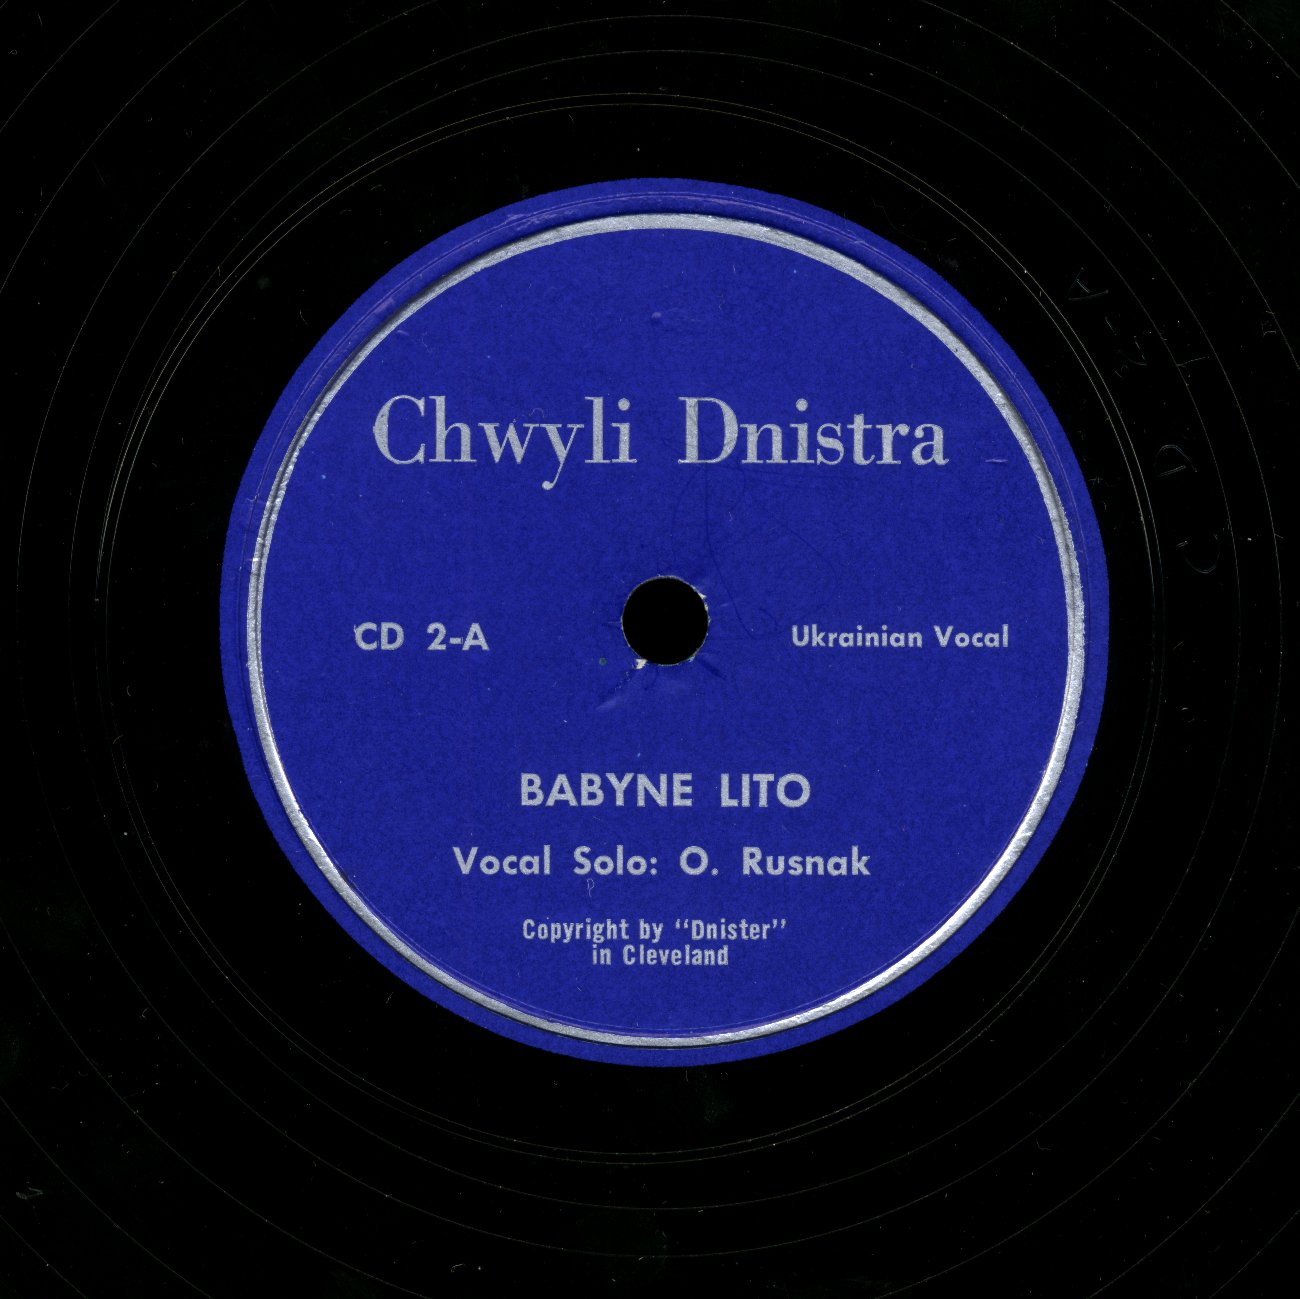 Chwyli Dnistra
CD 2-A
Ukrainian Vocal
BABYNE LITO
Vocal Solo: O. Rusnak
Copyright by "Dnister"
in Cleveland